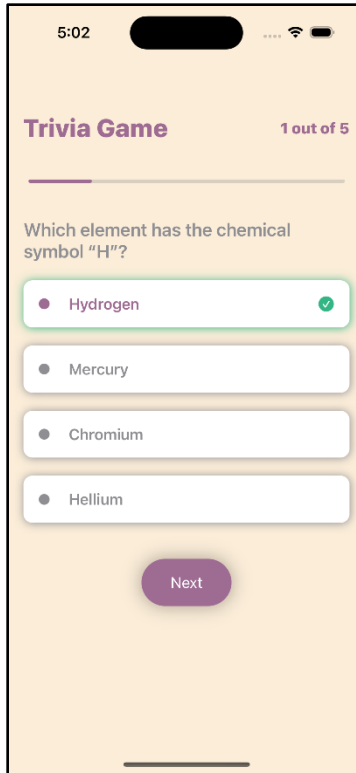 5:02
Trivia Game
1 out of 5
Which element has the chemical
symbol “H”?
Hydrogen
Mercury
Chromium
Hellium
Next